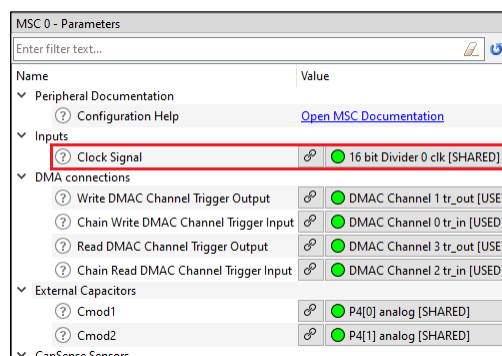 MSC 0 - Parameters
Enter filter text...
Name Value
Peripheral Documentation
Configuration Help Open MSC Documentation
Inputs
Clock Signal 16 bit Divider 0 clk [SHARED]
DMA connections
Write DMAC Channel Trigger Output DMAC Channel 1 tr_out [USE
Chain Write DMAC Channel Trigger Input DMAC Channel 0 tr_in [USED
Read DMAC Channel Trigger Output DMAC Channel 3 tr_out [USE
Chain Read DMAC Channel Trigger Input DMAC Channel 2 tr_in [USED
External Capacitors
Cmod1 P4[0] analog [SHARED]
Cmod2 P4[1] analog [SHARED]
CapSense Sensors